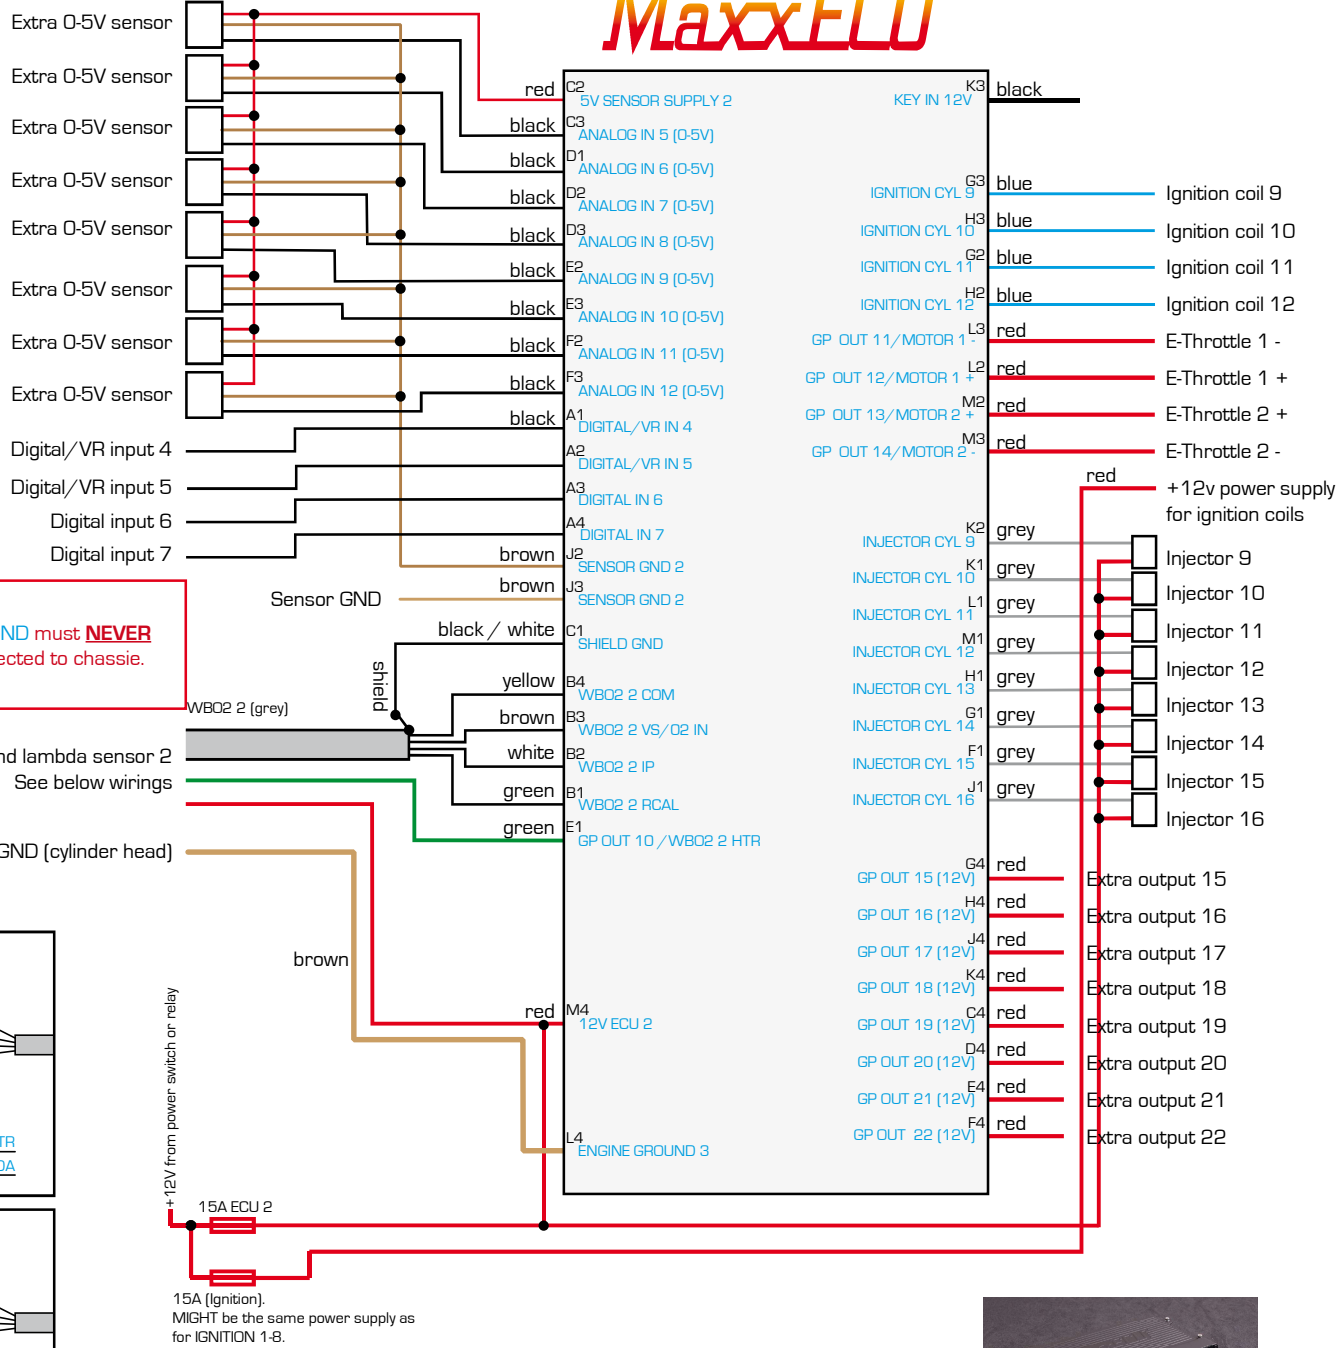 MaxxECU
Extra 0-5V sensor
Extra 0-5V sensor
Extra 0-5V sensor
Extra 0-5V sensor
Extra 0-5V sensor
Extra 0-5V sensor
Extra 0-5V sensor
Extra 0-5V sensor
Digital/VR input 4
Digital/VR input 5
Digital input 6
Digital input 7
Sensor GND
ND must NEVER
ected to chassie.
shield
WBO2 2 (grey)
nd lambda sensor 2
See below wirings
GND (cylinder head)
brown
+12V from power switch or relay
15A ECU 2
15A (Ignition).
MIGHT be the same power supply as
for IGNITION 1-8.
TR
DA
red C2 5V SENSOR SUPPLY 2
black C3 ANALOG IN 5 (0-5V)
black D1 ANALOG IN 6 (0-5V)
black D2 ANALOG IN 7 (0-5V)
black D3 ANALOG IN 8 (0-5V)
black E2 ANALOG IN 9 (0-5V)
black E3 ANALOG IN 10 (0-5V)
black F2 ANALOG IN 11 (0-5V)
black F3 ANALOG IN 12 (0-5V)
black A1 DIGITAL/VR IN 4
A2 DIGITAL/VR IN 5
A3 DIGITAL IN 6
A4 DIGITAL IN 7
brown J2 SENSOR GND 2
brown J3 SENSOR GND 2
black / white C1 SHIELD GND
yellow B4 WBO2 2 COM
brown B3 WBO2 2 VS/O2 IN
white B2 WBO2 2 IP
green B1 WBO2 2 RCAL
green E1 GP OUT 10 / WBO2 2 HTR
red M4 12V ECU 2
L4 ENGINE GROUND 3
KEY IN 12V K3 black
IGNITION CYL 9 G3 blue Ignition coil 9
IGNITION CYL 10 H3 blue Ignition coil 10
IGNITION CYL 11 G2 blue Ignition coil 11
IGNITION CYL 12 H2 blue Ignition coil 12
GP OUT 11/MOTOR 1 - L3 red E-Throttle 1 -
GP OUT 12/MOTOR 1 + L2 red E-Throttle 1 +
GP OUT 13/MOTOR 2 + M2 red E-Throttle 2 +
GP OUT 14/MOTOR 2 - M3 red E-Throttle 2 -
red +12v power supply
for ignition coils
INJECTOR CYL 9 K2 grey Injector 9
INJECTOR CYL 10 K1 grey Injector 10
INJECTOR CYL 11 L1 grey Injector 11
INJECTOR CYL 12 M1 grey Injector 12
INJECTOR CYL 13 H1 grey Injector 13
INJECTOR CYL 14 G1 grey Injector 14
INJECTOR CYL 15 F1 grey Injector 15
INJECTOR CYL 16 J1 grey Injector 16
GP OUT 15 (12V) G4 red Extra output 15
GP OUT 16 (12V) H4 red Extra output 16
GP OUT 17 (12V) J4 red Extra output 17
GP OUT 18 (12V) K4 red Extra output 18
GP OUT 19 (12V) C4 red Extra output 19
GP OUT 20 (12V) D4 red Extra output 20
GP OUT 21 (12V) E4 red Extra output 21
GP OUT 22 (12V) F4 red Extra output 22